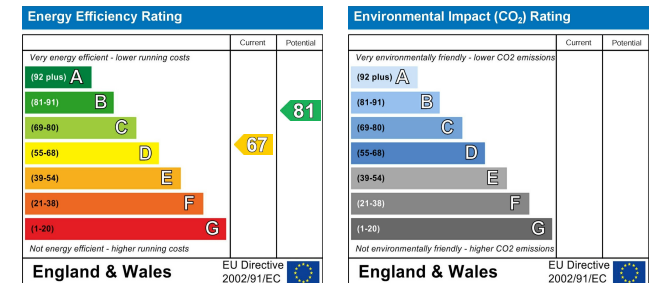 Energy Efficiency Rating
Current Potential
Very energy efficient - lower running costs
(92 plus) A
(81-91) B
(69-80) C
(55-68) D
(39-54) E
(21-38) F
(1-20) G
67
81
Not energy efficient - higher running costs
England & Wales
EU Directive
2002/91/EC
Environmental Impact (CO₂) Rating
Current Potential
Very environmentally friendly - lower CO2 emissions
(92 plus) A
(81-91) B
(69-80) C
(55-68) D
(39-54) E
(21-38) F
(1-20) G
Not environmentally friendly - higher CO2 emissions
England & Wales
EU Directive
2002/91/EC